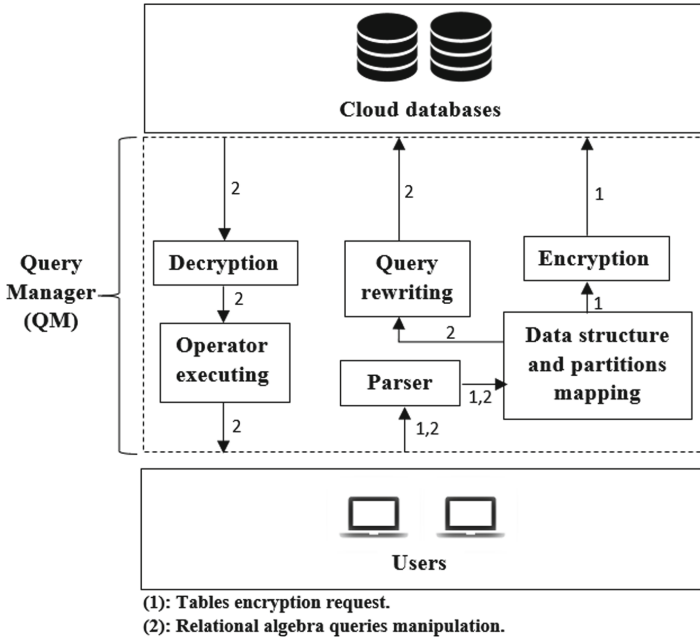 Cloud databases
2
2
1
Query
Manager
(QM)
Decryption
Query
rewriting
Encryption
2
1
Operator
executing
2
Data structure
and partitions
mapping
Parser
1,2
2
1,2
Users
(1): Tables encryption request.
(2): Relational algebra queries manipulation.